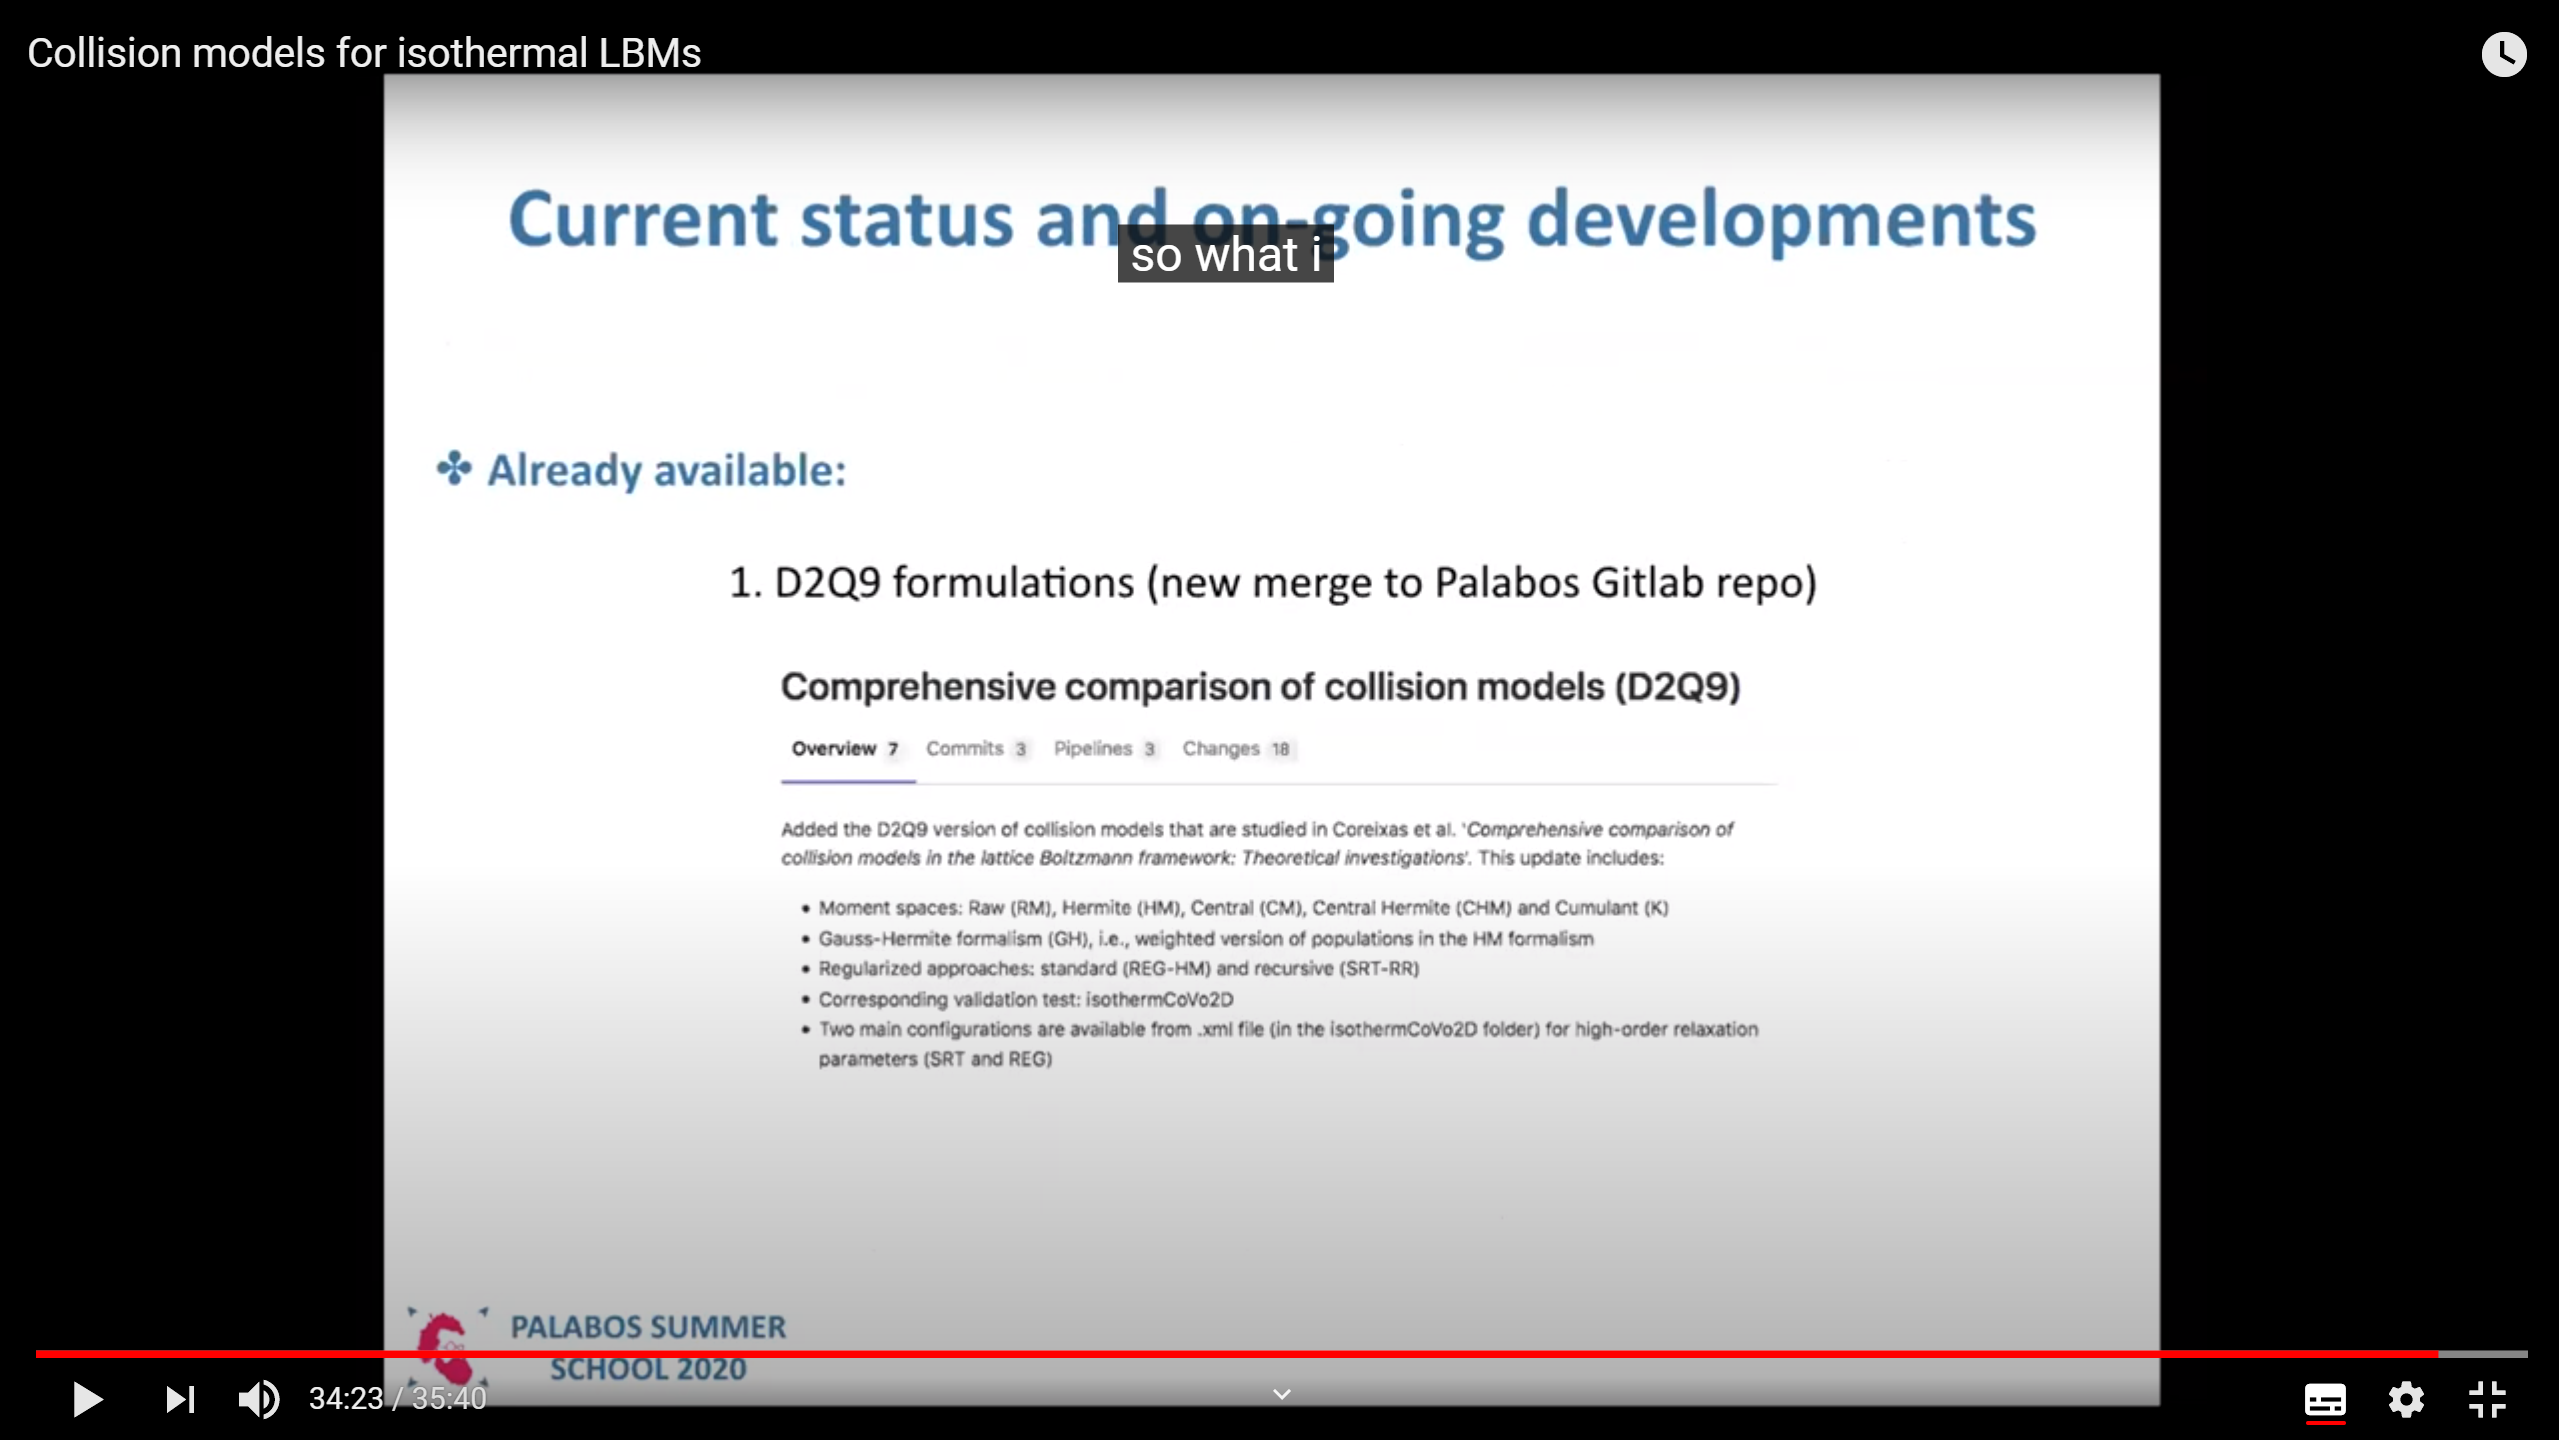 Collision models for isothermal LBMs
Current status and on-going developments
so what i
Already available:
1. D2Q9 formulations (new merge to Palabos Gitlab repo)
Comprehensive comparison of collision models (D2Q9)
Overview 7 Commits 3 Pipelines 3 Changes 18
Added the D2Q9 version of collision models that are studied in Coreixas et al. 'Comprehensive comparison of
collision models in the lattice Boltzmann framework: Theoretical investigations'. This update includes:
• Moment spaces: Raw (RM), Hermite (HM), Central (CM), Central Hermite (CHM) and Cumulant (K)
• Gauss-Hermite formalism (GH), i.e., weighted version of populations in the HM formalism
• Regularized approaches: standard (REG-HM) and recursive (SRT-RR)
• Corresponding validation test: isothermCoVo2D
• Two main configurations are available from .xml file (in the isothermCoVo2D folder) for high-order relaxation
parameters (SRT and REG)
PALABOS SUMMER
SCHOOL 2020
34:23 / 35:40